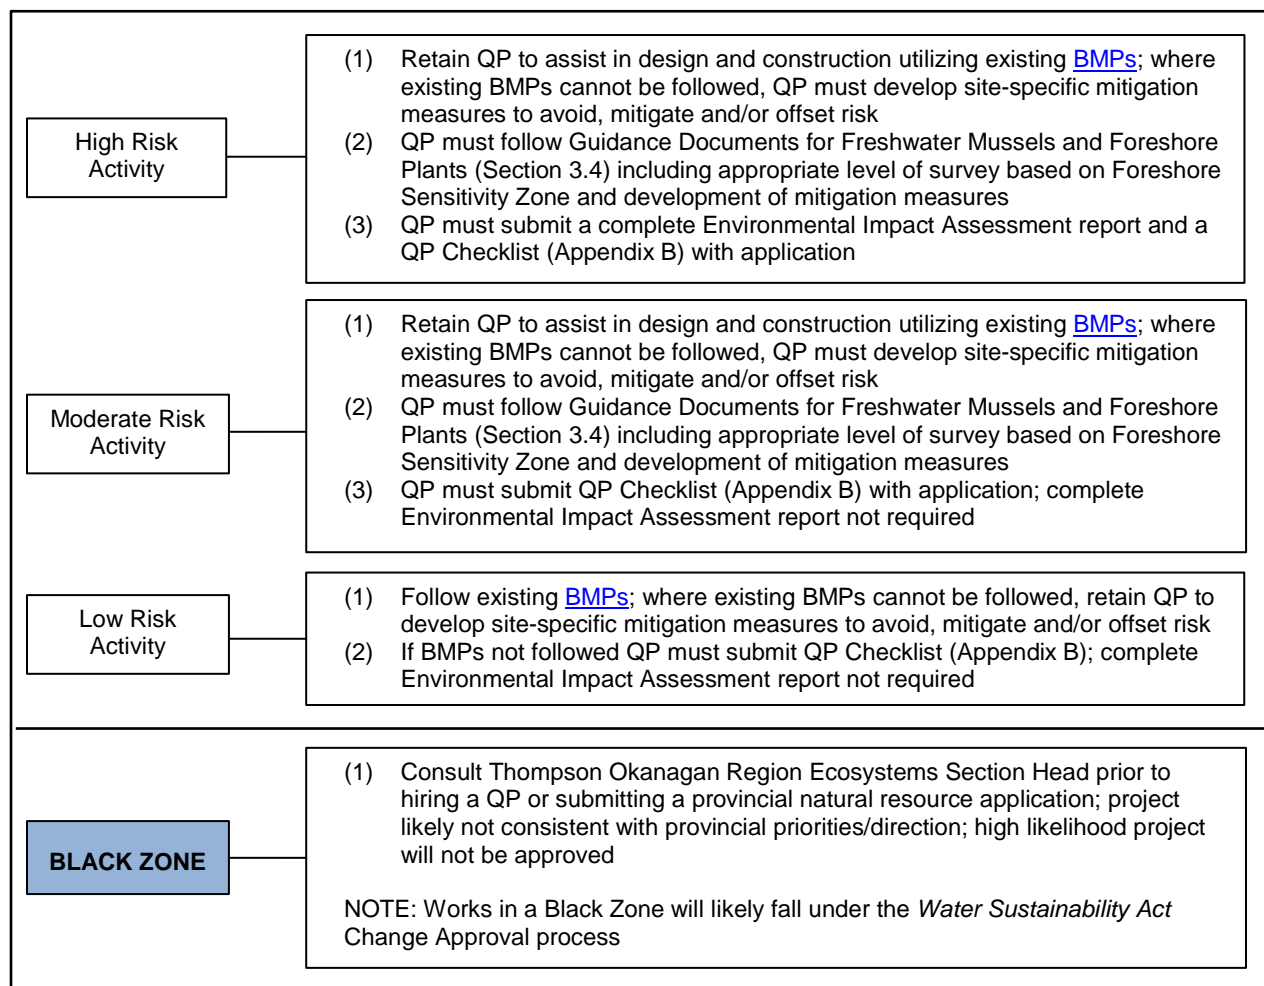 High Risk
Activity
(1) Retain QP to assist in design and construction utilizing existing BMPs; where
existing BMPs cannot be followed, QP must develop site-specific mitigation
measures to avoid, mitigate and/or offset risk
(2) QP must follow Guidance Documents for Freshwater Mussels and Foreshore
Plants (Section 3.4) including appropriate level of survey based on Foreshore
Sensitivity Zone and development of mitigation measures
(3) QP must submit a complete Environmental Impact Assessment report and a
QP Checklist (Appendix B) with application
Moderate Risk
Activity
(1) Retain QP to assist in design and construction utilizing existing BMPs; where
existing BMPs cannot be followed, QP must develop site-specific mitigation
measures to avoid, mitigate and/or offset risk
(2) QP must follow Guidance Documents for Freshwater Mussels and Foreshore
Plants (Section 3.4) including appropriate level of survey based on Foreshore
Sensitivity Zone and development of mitigation measures
(3) QP must submit QP Checklist (Appendix B) with application; complete
Environmental Impact Assessment report not required
Low Risk
Activity
(1) Follow existing BMPs; where existing BMPs cannot be followed, retain QP to
develop site-specific mitigation measures to avoid, mitigate and/or offset risk
(2) If BMPs not followed QP must submit QP Checklist (Appendix B); complete
Environmental Impact Assessment report not required
BLACK ZONE
(1) Consult Thompson Okanagan Region Ecosystems Section Head prior to
hiring a QP or submitting a provincial natural resource application; project
likely not consistent with provincial priorities/direction; high likelihood project
will not be approved
NOTE: Works in a Black Zone will likely fall under the Water Sustainability Act
Change Approval process